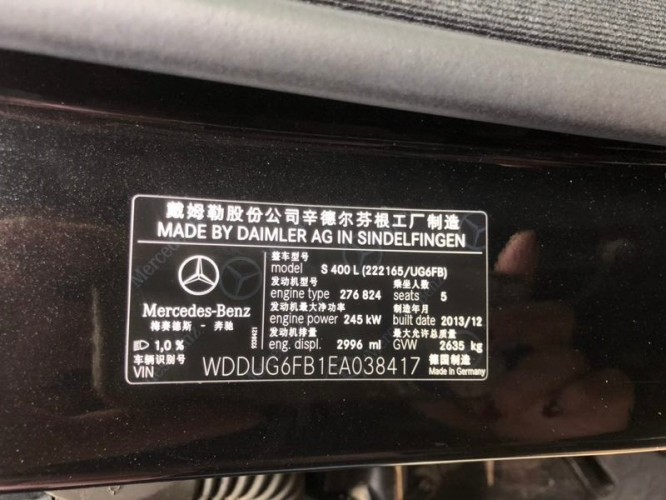 戴姆勒股份公司辛德尔芬根工厂制造
MADE BY DAIMLER AG IN SINDELFINGEN
整车型号
model S 400 L (222165/UG6FB)
发动机型号 乘坐人数
engine type 276 824 seats 5
发动机最大净功率 制造年月
engine power 245 kW built date 2013/12
发动机排量 最大允许总质量
eng. displ. 2996 ml GVW 2635 kg
Mercedes-Benz
梅赛德斯 - 奔驰
1,0 %
车辆识别号 德国制造
VIN WDDUG6FB1EA038417 Made in Germany